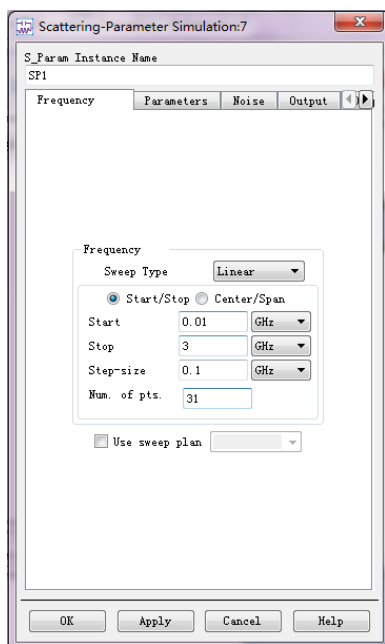 Scattering-Parameter Simulation:7
S_Param Instance Name
SP1
Frequency Parameters Noise Output
Frequency
Sweep Type Linear
Start/Stop Center/Span
Start 0.01 GHz
Stop 3 GHz
Step-size 0.1 GHz
Num. of pts. 31
Use sweep plan
OK Apply Cancel Help